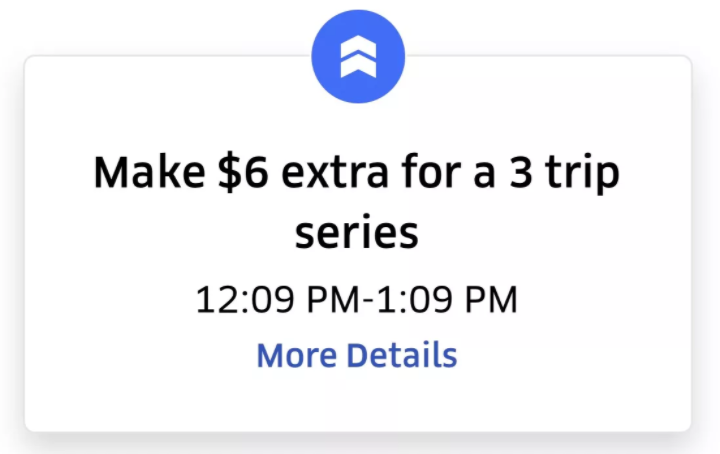 Make $6 extra for a 3 trip
series
12:09 PM-1:09 PM
More Details